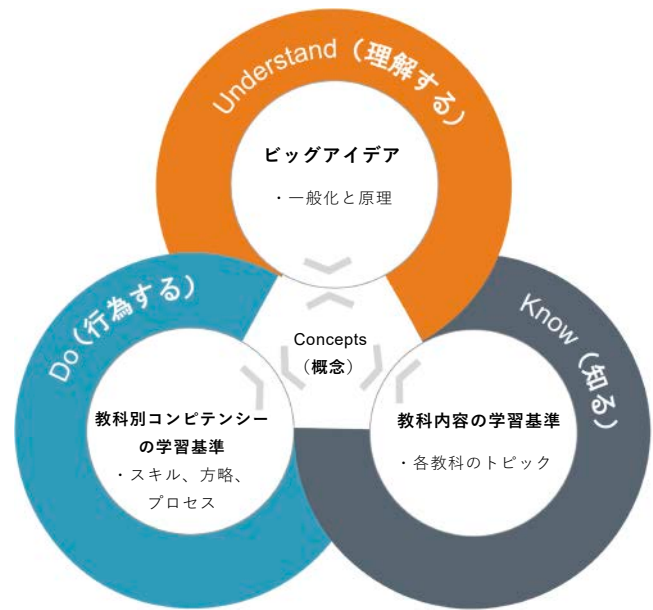 Understand（理解する）
ビッグアイデア
・一般化と原理
Do（行為する）
Know（知る）
Concepts
（概念）
教科別コンピテンシー
の学習基準
・スキル、方略、
プロセス
教科内容の学習基準
・各教科のトピック